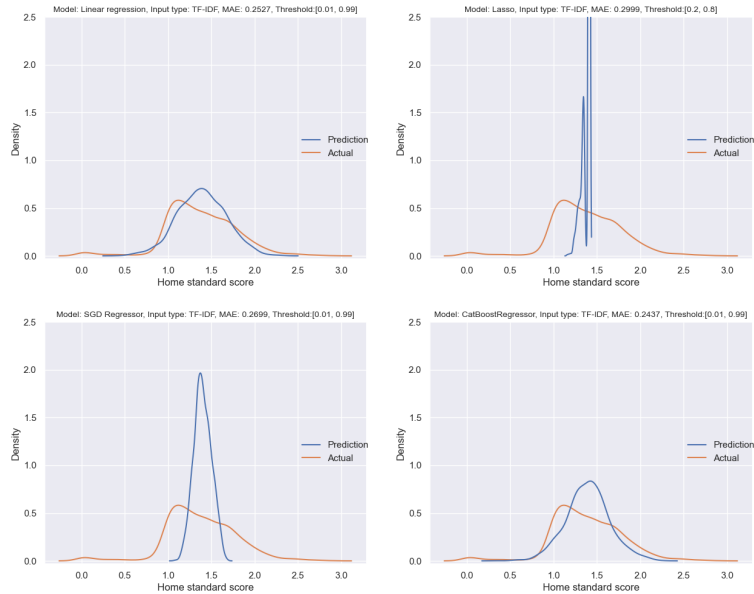 Model: Linear regression, Input type: TF-IDF, MAE: 0.2527, Threshold:[0.01, 0.99]
2.5
2.0
1.5
1.0
0.5
0.0
Density
Prediction
Actual
0.0 0.5 1.0 1.5 2.0 2.5 3.0
Home standard score
Model: Lasso, Input type: TF-IDF, MAE: 0.2999, Threshold:[0.2, 0.8]
2.5
2.0
1.5
1.0
0.5
0.0
Density
Prediction
Actual
0.0 0.5 1.0 1.5 2.0 2.5 3.0
Home standard score
Model: SGD Regressor, Input type: TF-IDF, MAE: 0.2699, Threshold:[0.01, 0.99]
2.5
2.0
1.5
1.0
0.5
0.0
Density
Prediction
Actual
0.0 0.5 1.0 1.5 2.0 2.5 3.0
Home standard score
Model: CatBoostRegressor, Input type: TF-IDF, MAE: 0.2437, Threshold:[0.01, 0.99]
2.5
2.0
1.5
1.0
0.5
0.0
Density
Prediction
Actual
0.0 0.5 1.0 1.5 2.0 2.5 3.0
Home standard score